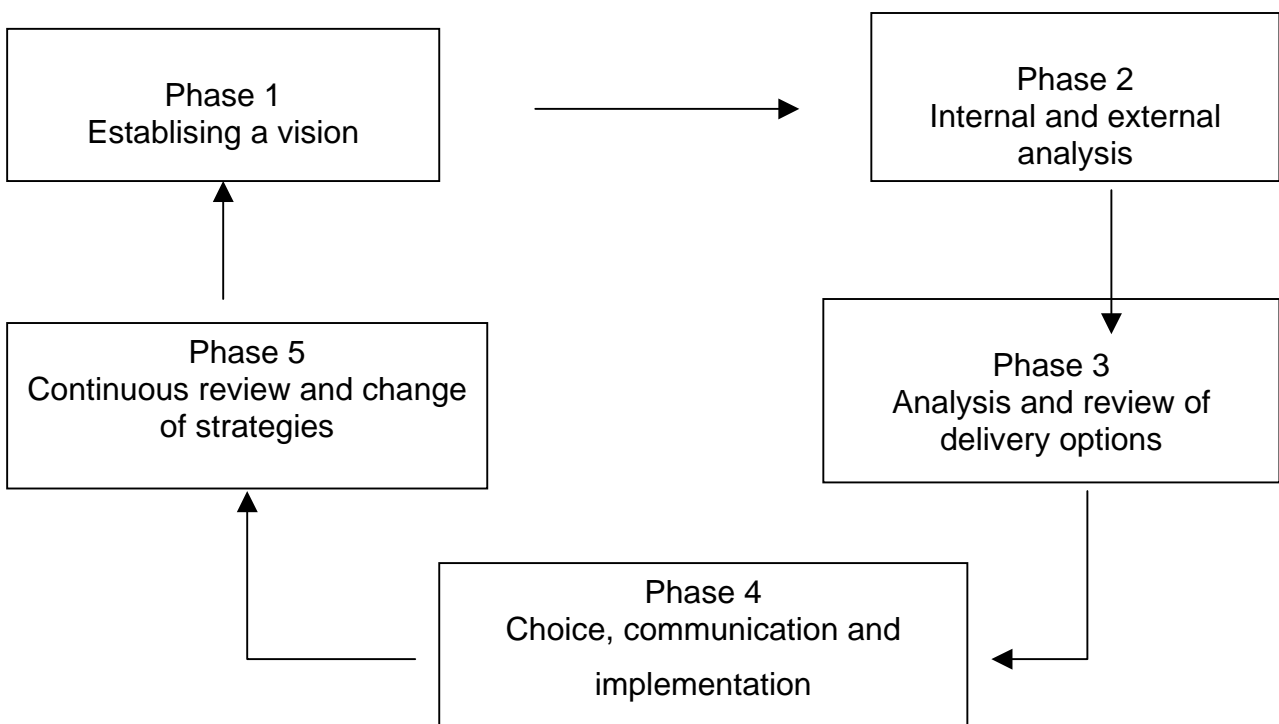 Phase 1
Establising a vision
Phase 2
Internal and external
analysis
Phase 3
Analysis and review of
delivery options
Phase 4
Choice, communication and
implementation
Phase 5
Continuous review and change
of strategies